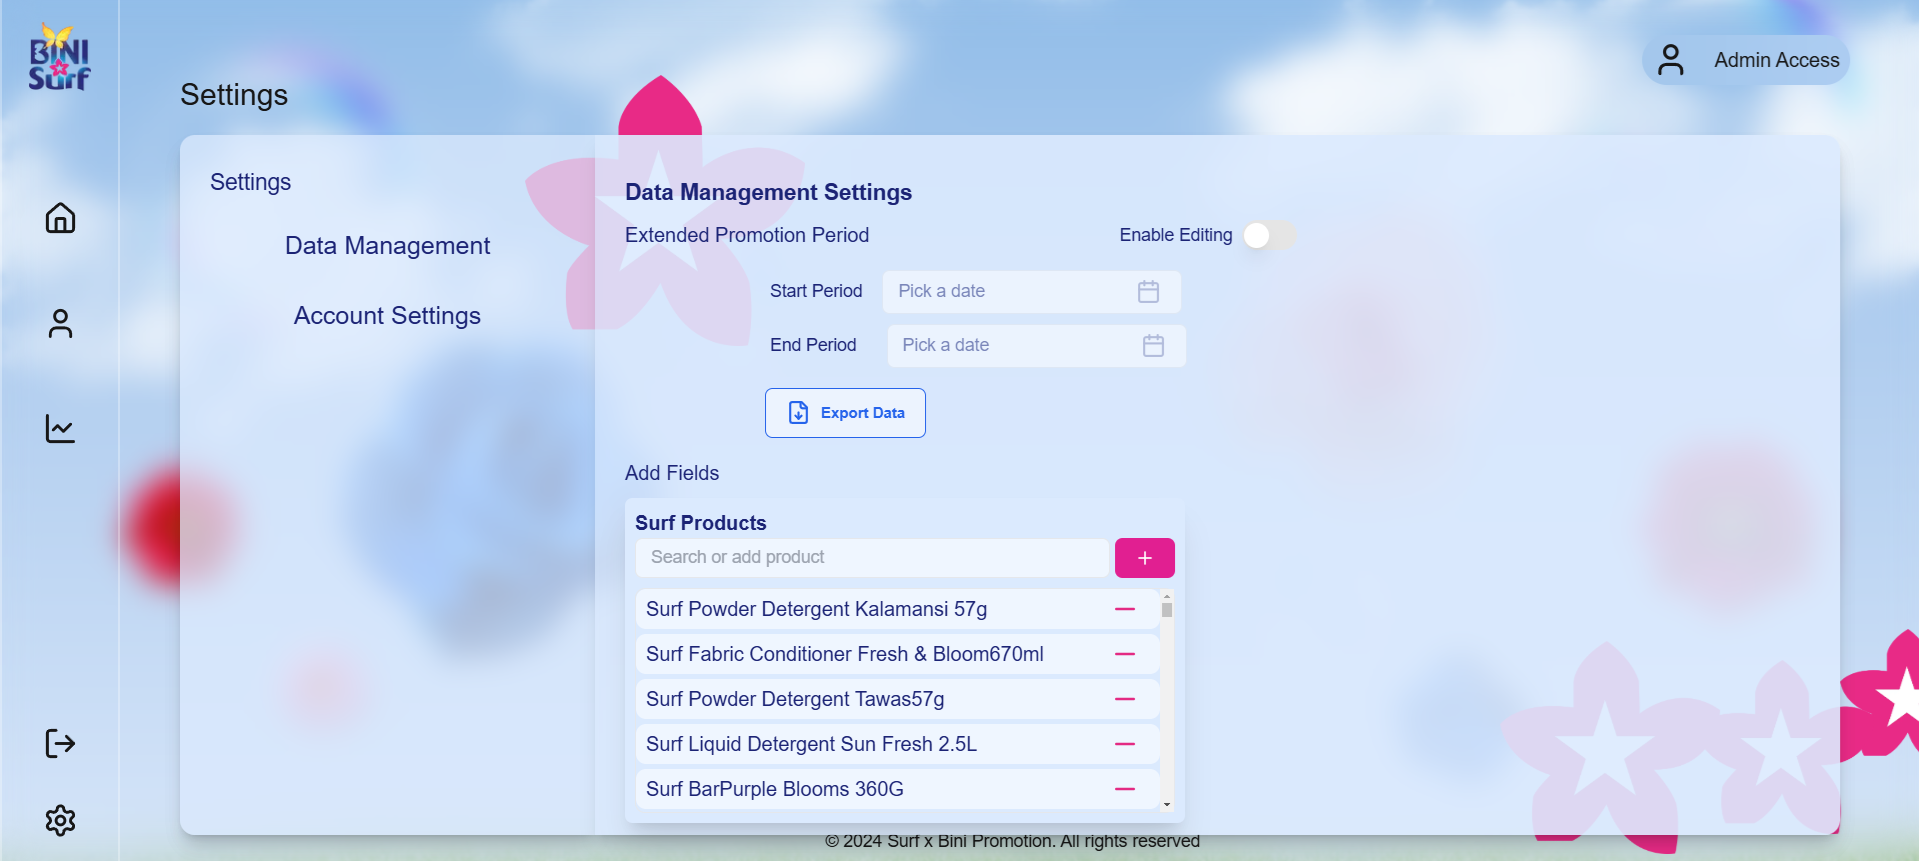 BINI
Surf
Admin Access
Settings
Settings
Data Management
Account Settings
Data Management Settings
Extended Promotion Period
Enable Editing
Start Period
Pick a date
End Period
Pick a date
Export Data
Add Fields
Surf Products
Search or add product
+
Surf Powder Detergent Kalamansi 57g
Surf Fabric Conditioner Fresh & Bloom670ml
Surf Powder Detergent Tawas57g
Surf Liquid Detergent Sun Fresh 2.5L
Surf BarPurple Blooms 360G
© 2024 Surf x Bini Promotion. All rights reserved